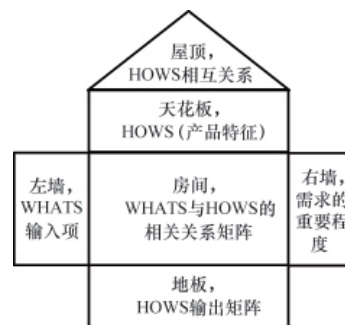 屋顶，
HOWS相互关系
天花板，
HOWS (产品特征)
左墙，
WHATS
输入项
房间，
WHATS与HOWS的
相关关系矩阵
右墙，
需求的
重要程
度
地板，
HOWS输出矩阵